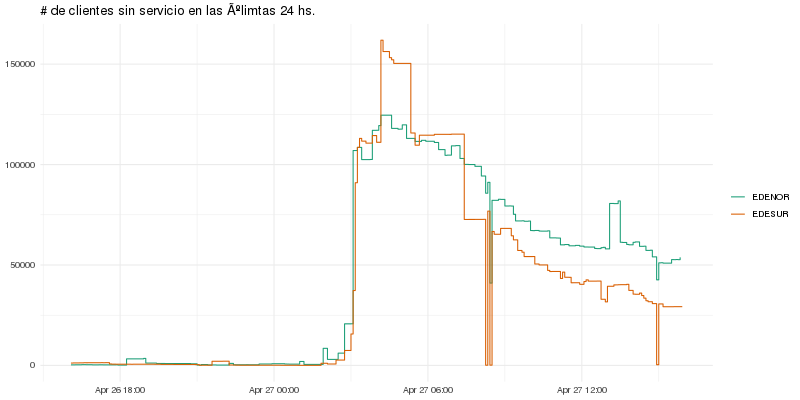 # de clientes sin servicio en las Ãºlimtas 24 hs.
150000
100000
50000
0
Apr 26 18:00
Apr 27 00:00
Apr 27 06:00
Apr 27 12:00
EDENOR
EDESUR